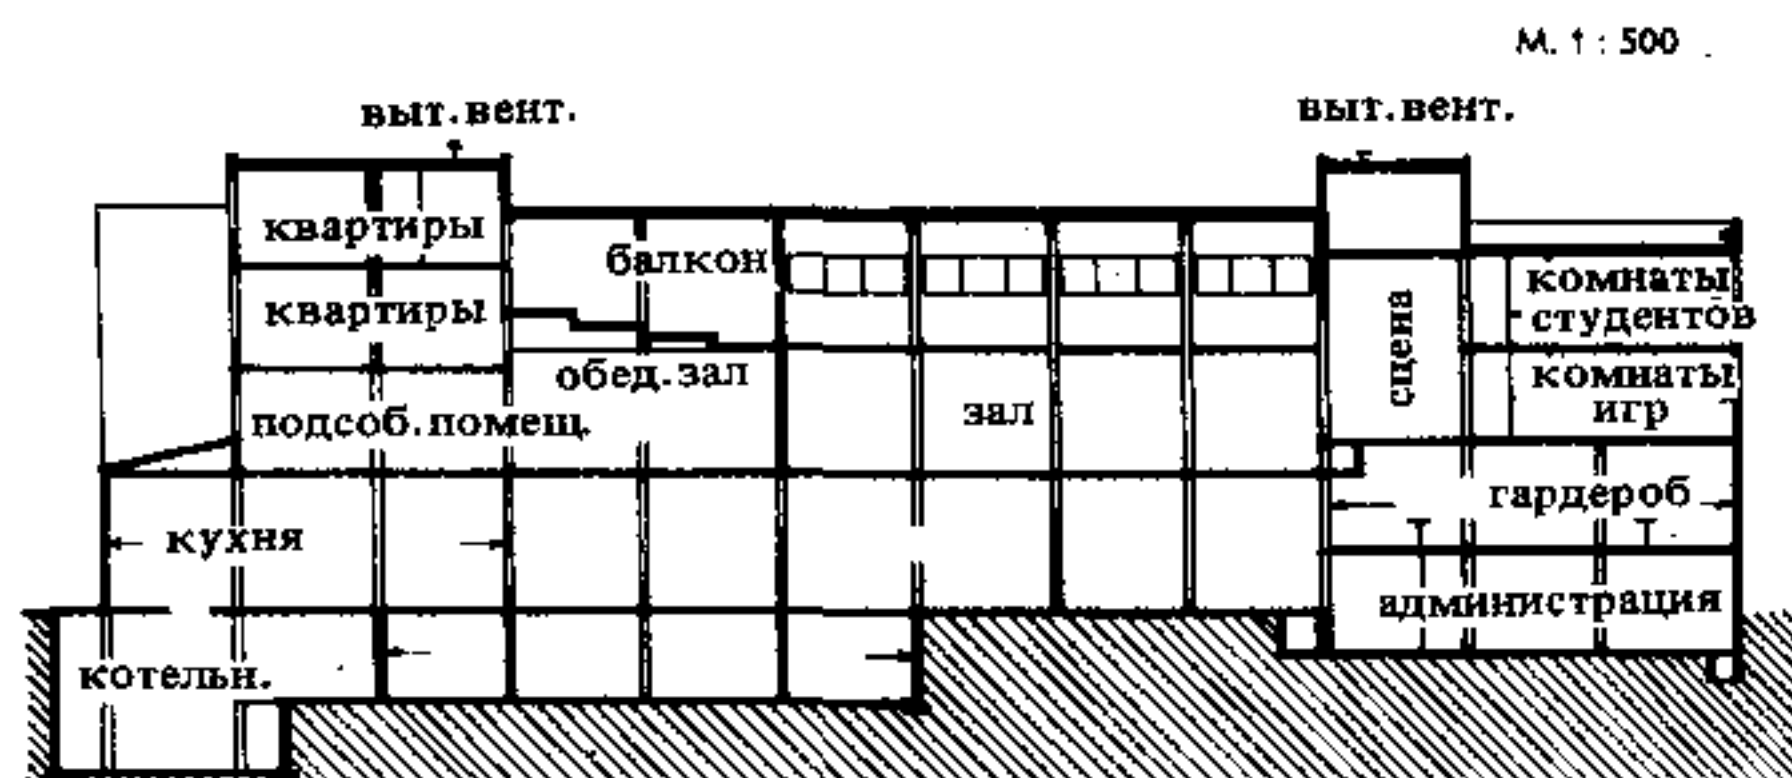 М. 1 : 500
выт.вент.
выт.вент.
квартиры
балкон
квартиры
комнаты
студентов
сцена
обед.зал
комнаты
игр
подсоб.помещ.
зал
гардероб
кухня
администрация
котельн.